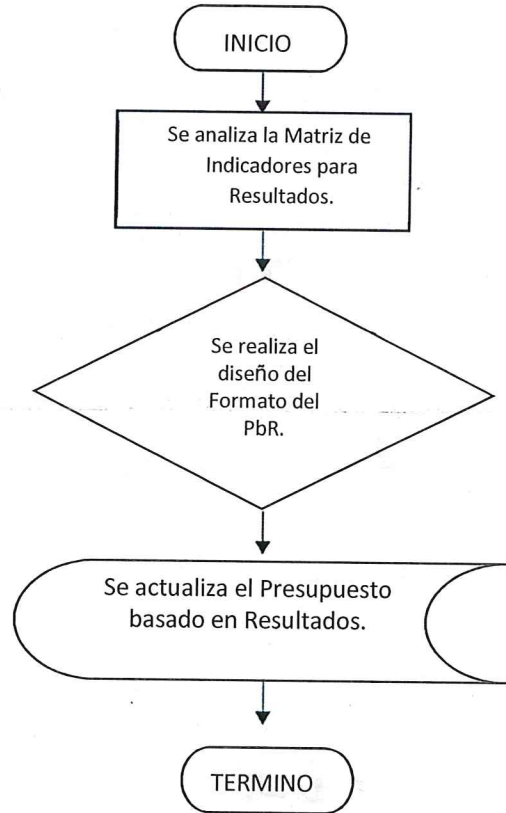 INICIO
Se analiza la Matriz de
Indicadores para
Resultados.
Se realiza el
diseño del
Formato del
PbR.
Se actualiza el Presupuesto
basado en Resultados.
TERMINO